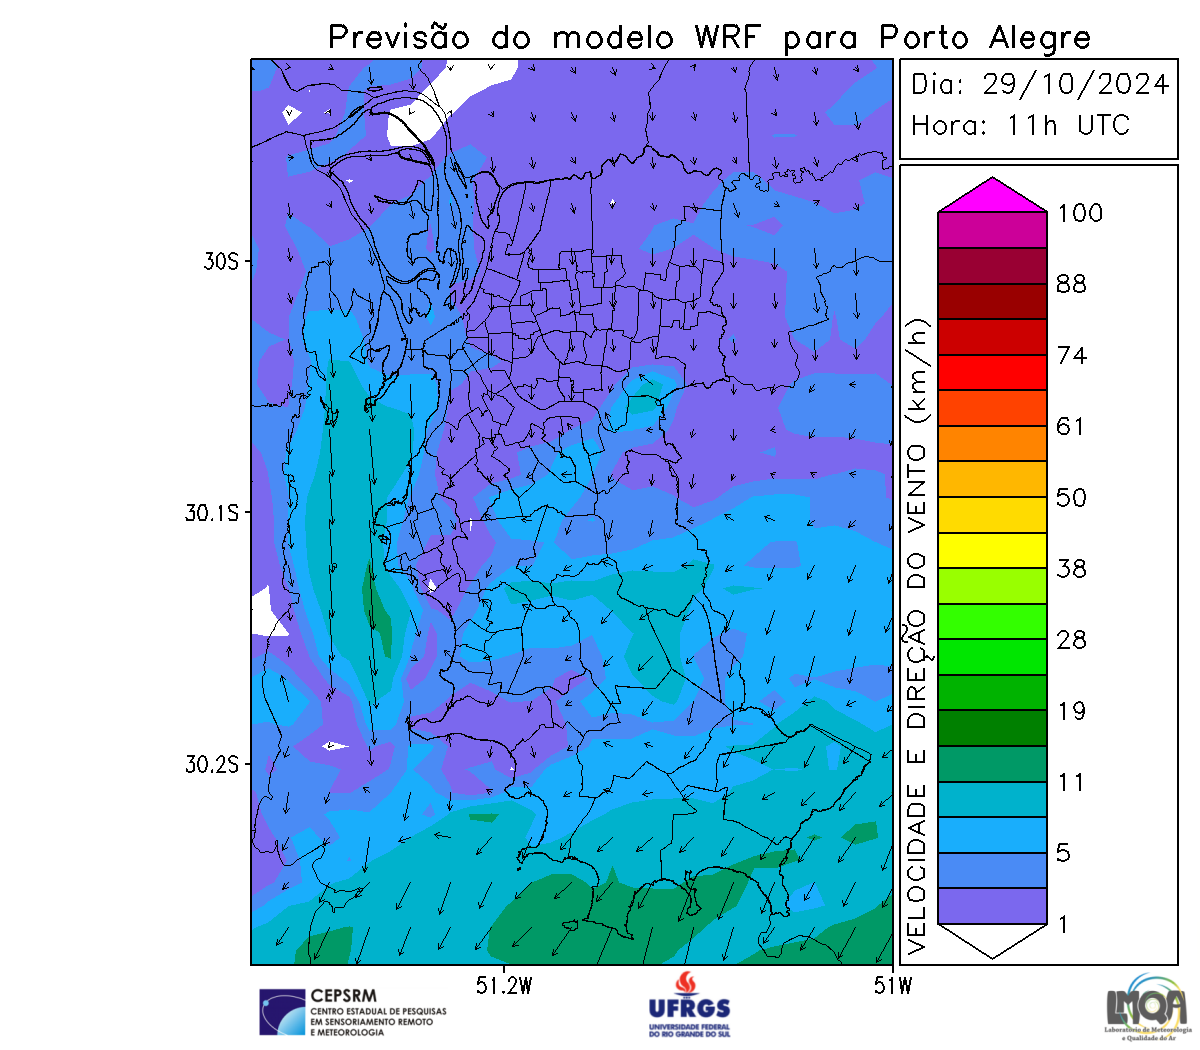 Previsão do modelo WRF para Porto Alegre
Dia: 29/10/2024
Hora: 11h UTC
30S
30.1S
30.2S
51.2W
51W
VELOCIDADE E DIREÇÃO DO VENTO (km/h)
100
88
74
61
50
38
28
19
11
5
1
CEPSRM
CENTRO ESTADUAL DE PESQUISAS
EM SENSORIAMENTO REMOTO
E METEOROLOGIA
UFRGS
UNIVERSIDADE FEDERAL
DO RIO GRANDE DO SUL
LMQA
Laboratório de Meteorologia
e Qualidade do Ar